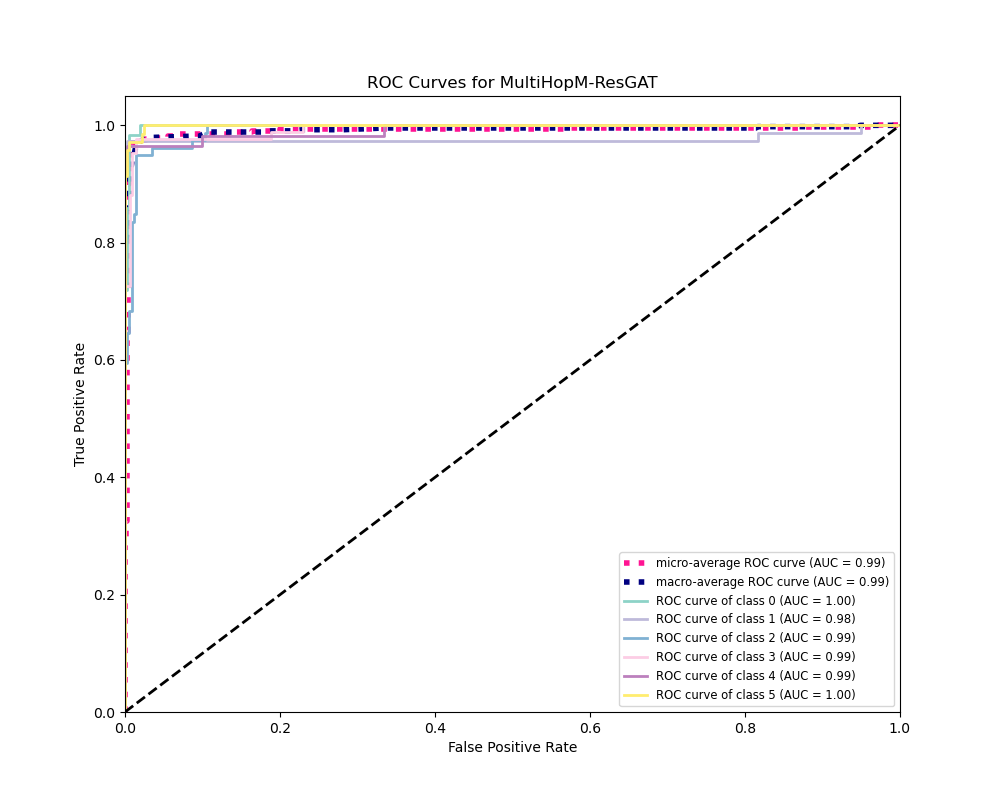 ROC Curves for MultiHopM-ResGAT
1.0
0.8
0.6
0.4
0.2
0.0
True Positive Rate
micro-average ROC curve (AUC = 0.99)
macro-average ROC curve (AUC = 0.99)
ROC curve of class 0 (AUC = 1.00)
ROC curve of class 1 (AUC = 0.98)
ROC curve of class 2 (AUC = 0.99)
ROC curve of class 3 (AUC = 0.99)
ROC curve of class 4 (AUC = 0.99)
ROC curve of class 5 (AUC = 1.00)
0.0 0.2 0.4 0.6 0.8 1.0
False Positive Rate